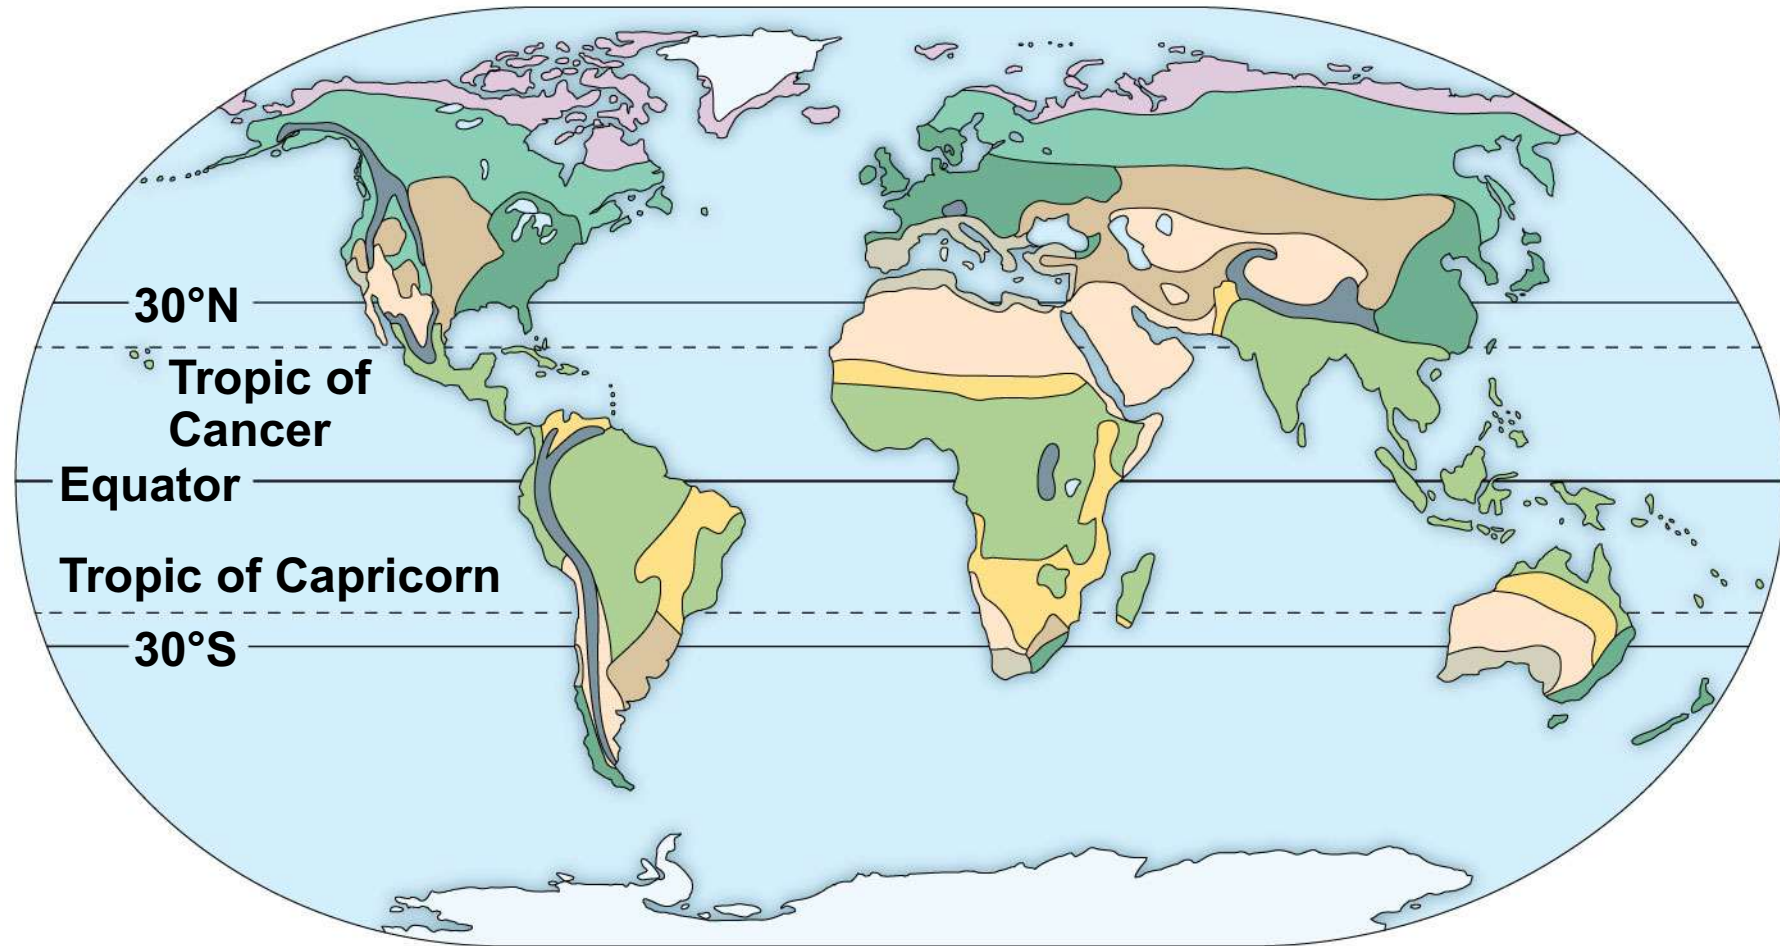 30°N
Tropic of
Cancer
Equator
Tropic of Capricorn
30°S